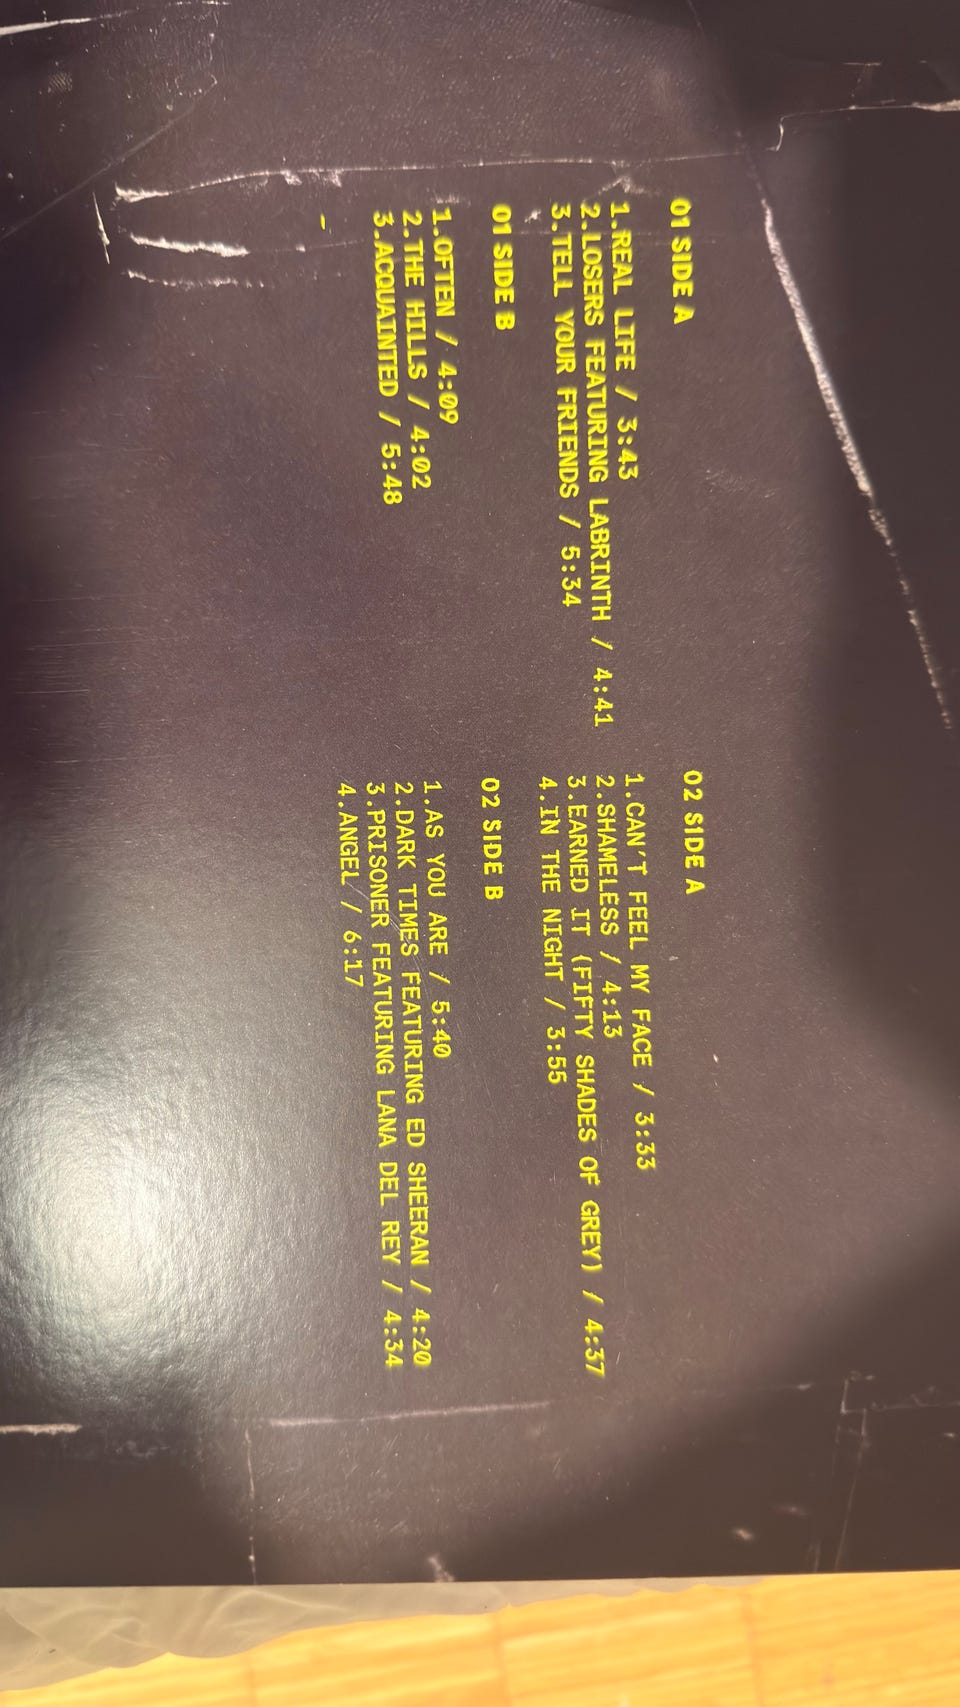 01 SIDE A
1.REAL LIFE / 3:43
2.LOSERS FEATURING LABRINTH / 4:41
3.TELL YOUR FRIENDS / 5:34
01 SIDE B
1.OFTEN / 4:09
2.THE HILLS / 4:02
3.ACQUAINTED / 5:48
02 SIDE A
1.CAN'T FEEL MY FACE / 3:33
2.SHAMELESS / 4:13
3.EARNED IT (FIFTY SHADES OF GREY) / 4:37
4.IN THE NIGHT / 3:55
02 SIDE B
1.AS YOU ARE / 5:40
2.DARK TIMES FEATURING ED SHEERAN / 4:20
3.PRISONER FEATURING LANA DEL REY / 4:34
4.ANGEL / 6:17